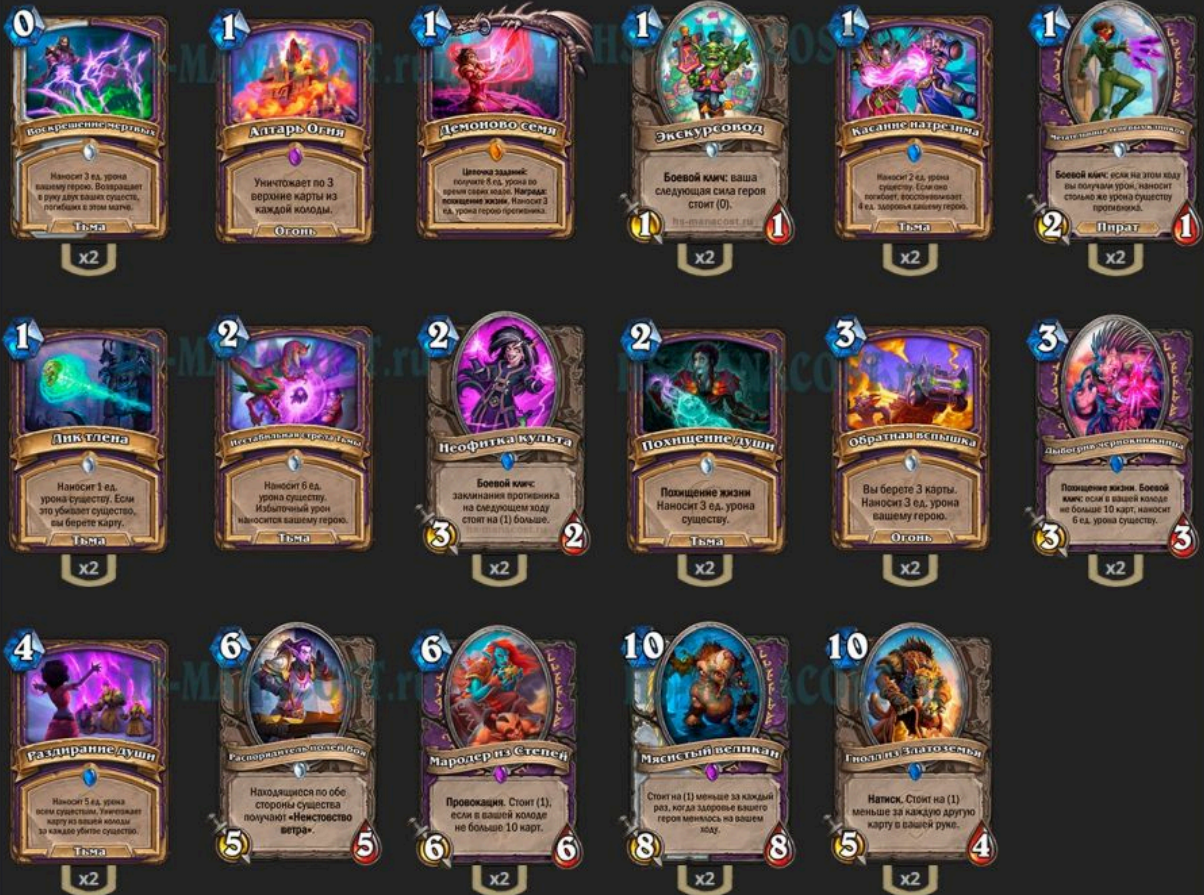 0
Воскрешение мертвых
Наносит 3 ед. урона
вашему герою. Возвращает
в руку двух ваших существ,
погибших в этом матче.
Тьма
x2
1
Алтарь Огня
Уничтожает по 3
верхние карты из
каждой колоды.
Огонь
1
Демоново семя
Цепочка заданий:
получите 8 ед. урона во
время своих ходов. Награда:
похищение жизни. Наносит 3
ед. урона герою противника.
1
Экскурсовод
Боевой клич: ваша
следующая сила героя
стоит (0).
hs-manacost.ru
1
1
x2
1
Касание натрезима
Наносит 2 ед. урона
существу. Если оно
погибает, восстанавливает
4 ед. здоровья вашему герою.
Тьма
x2
1
Боевой клич: если на этом ходу
вы получали урон, наносит
столько же урона существу
противника.
2
Пират
1
x2
1
Лик тлена
Наносит 1 ед.
урона существу. Если
это убивает существо,
вы берете карту.
Тьма
x2
2
Нестабильная стрела Тьмы
Наносит 6 ед.
урона существу.
Избыточный урон
наносится вашему герою.
Тьма
2
Неофитка культа
Боевой клич:
заклинания противника
на следующем ходу
стоят на (1) больше.
hs-manacost.ru
3
2
x2
2
Похищение души
Похищение жизни
Наносит 3 ед. урона
существу.
Тьма
x2
3
Обратная вспышка
Вы берете 3 карты.
Наносит 3 ед. урона
вашему герою.
Огонь
x2
3
Дыбогрив-чернокнижница
Похищение жизни. Боевой
клич: если в вашей колоде
не больше 10 карт, наносит
6 ед. урона существу.
3
3
x2
4
Раздирание души
Наносит 5 ед. урона
всем существам. Уничтожает
карту из вашей колоды
за каждое убитое существо.
Тьма
x2
6
Распорядитель полей боя
Находящиеся по обе
стороны существа
получают «Неистовство
ветра».
5
5
6
Мародер из Степей
Провокация. Стоит (1),
если в вашей колоде
не больше 10 карт.
6
6
x2
10
Мясистый великан
Стоит на (1) меньше за каждый
раз, когда здоровье вашего
героя менялось на вашем
ходу.
8
8
x2
10
Гнолл из Златоземья
Натиск. Стоит на (1)
меньше за каждую другую
карту в вашей руке.
5
4
x2